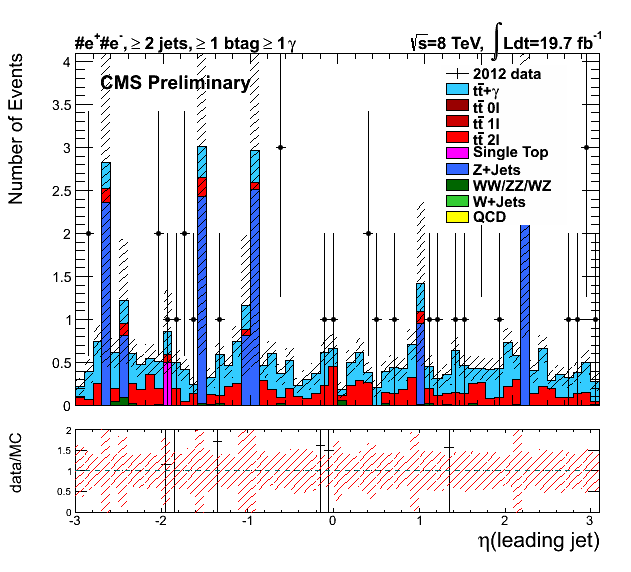 #e⁺#e⁻, ≥ 2 jets, ≥ 1 btag ≥ 1 γ
√s=8 TeV, ∫ Ldt=19.7 fb⁻¹
CMS Preliminary
Number of Events
4
3.5
3
2.5
2
1.5
1
0.5
0
2012 data
tt̄+γ
tt̄ 0l
tt̄ 1l
tt̄ 2l
Single Top
Z+Jets
WW/ZZ/WZ
W+Jets
QCD
data/MC
2
1.5
1
0.5
0
-3 -2 -1 0 1 2 3
η(leading jet)